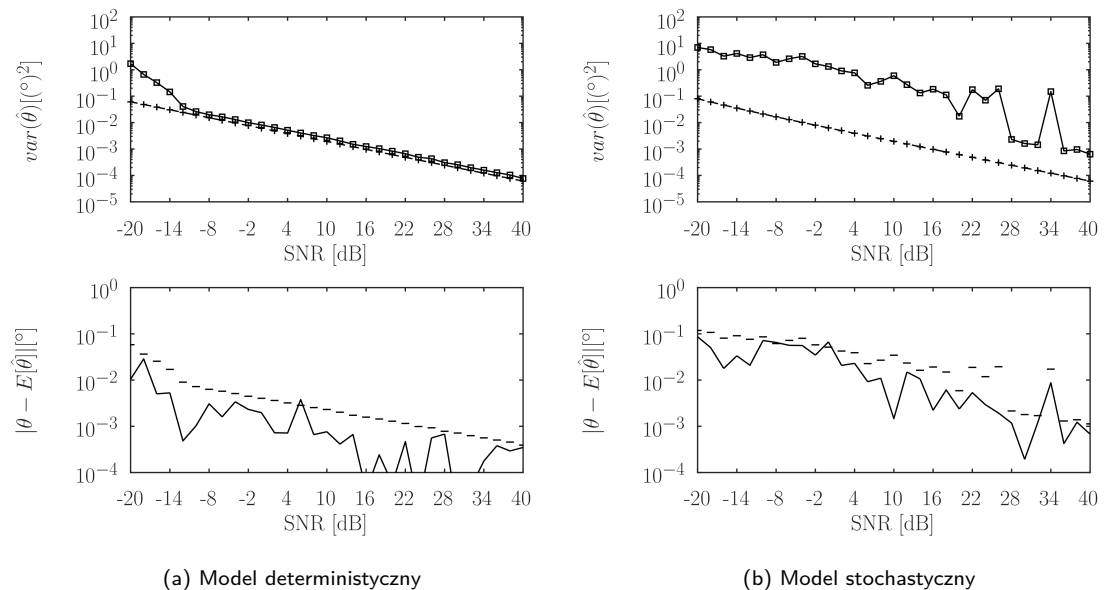 10^2
10^1
10^0
10^{-1}
10^{-2}
10^{-3}
10^{-4}
10^{-5}
var(θ̂)[(°)^2]
-20 -14 -8 -2 4 10 16 22 28 34 40
SNR [dB]
10^0
10^{-1}
10^{-2}
10^{-3}
10^{-4}
|θ − E[θ̂]|[°]
-20 -14 -8 -2 4 10 16 22 28 34 40
SNR [dB]
(a) Model deterministyczny
10^2
10^1
10^0
10^{-1}
10^{-2}
10^{-3}
10^{-4}
10^{-5}
var(θ̂)[(°)^2]
-20 -14 -8 -2 4 10 16 22 28 34 40
SNR [dB]
10^0
10^{-1}
10^{-2}
10^{-3}
10^{-4}
|θ − E[θ̂]|[°]
-20 -14 -8 -2 4 10 16 22 28 34 40
SNR [dB]
(b) Model stochastyczny